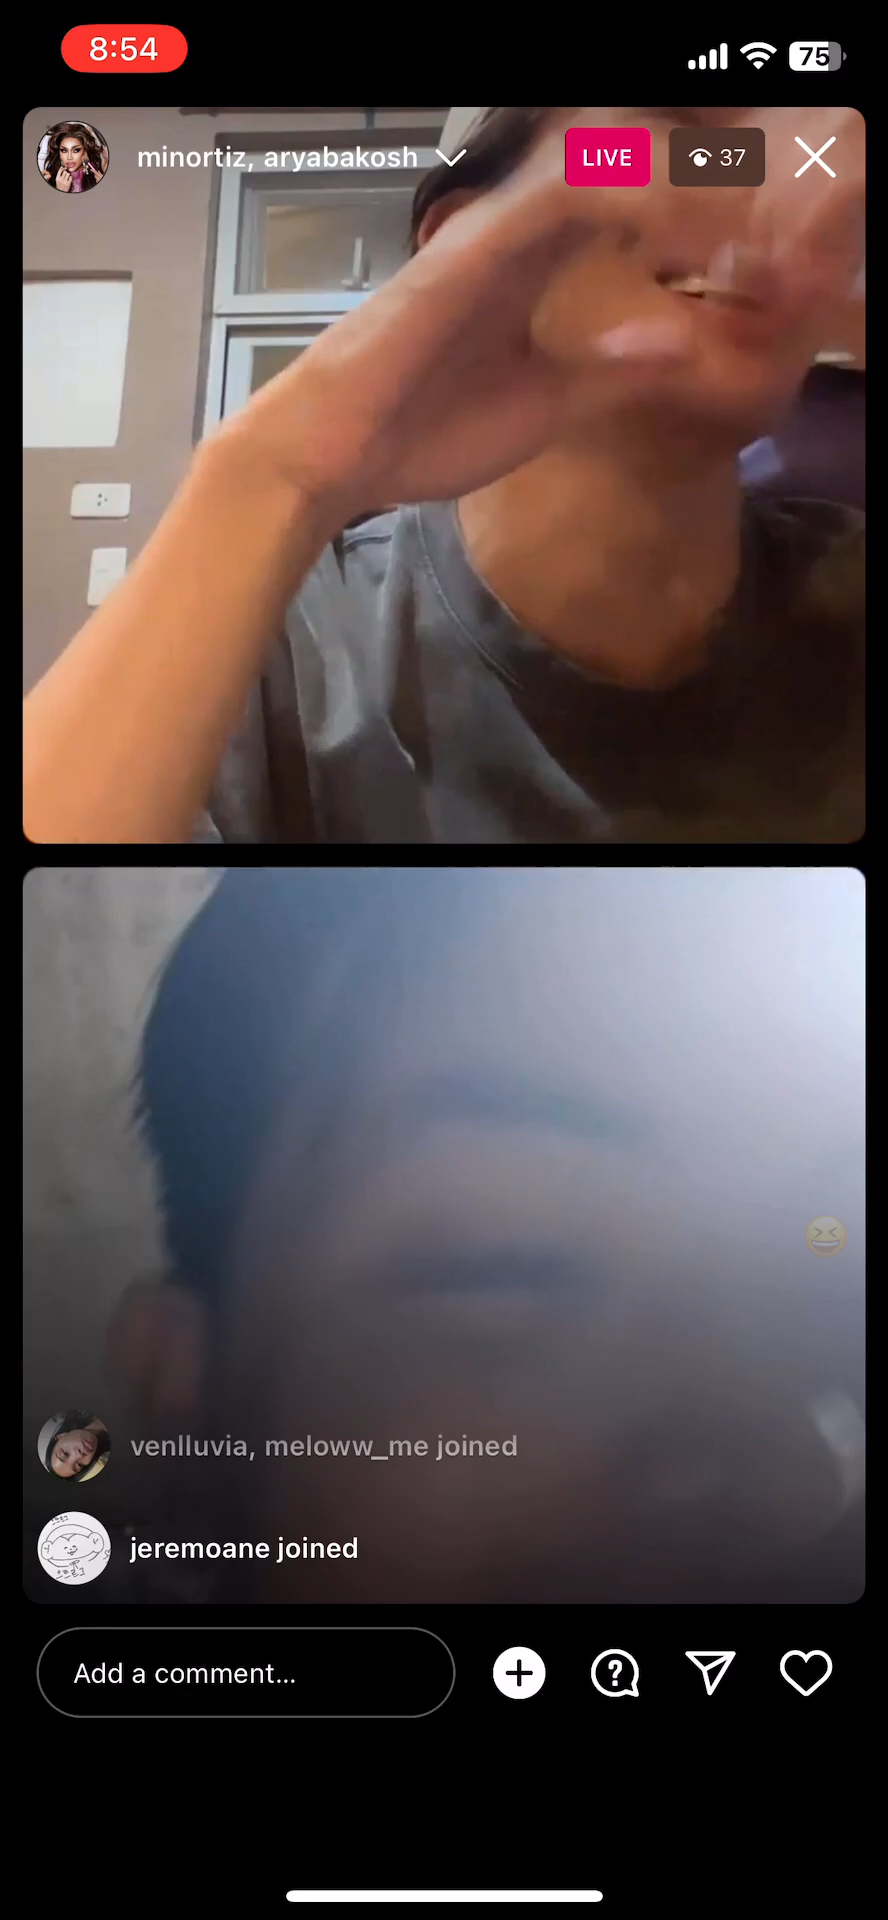 8:54
75
minortiz, aryabakosh
LIVE
37
venlluvia, meloww_me joined
jeremoane joined
Add a comment...